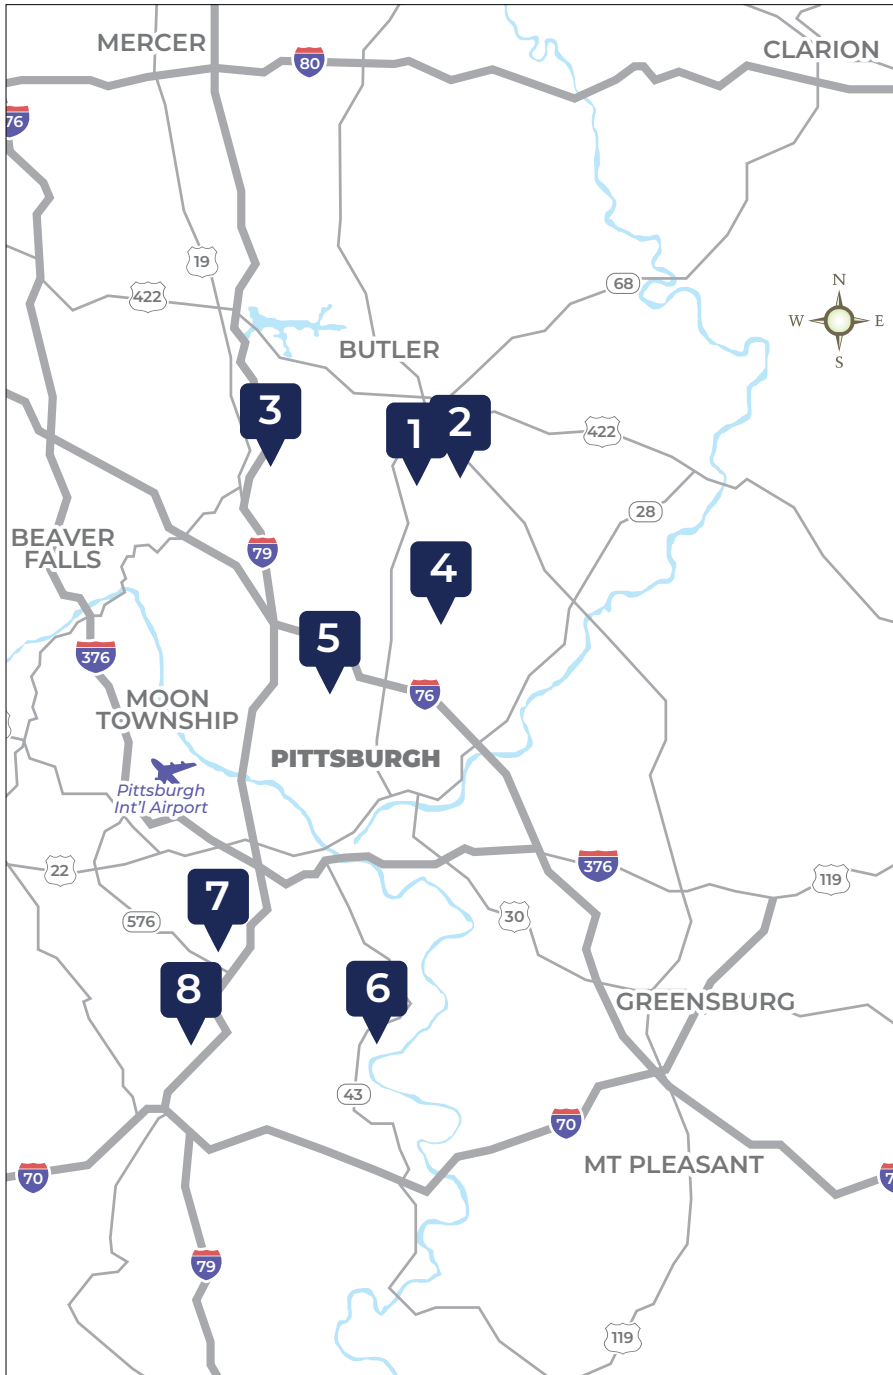 MERCER
80
CLARION
76
19
422
68
N
W
E
S
BUTLER
3
1
2
422
28
BEAVER
FALLS
79
4
5
376
76
MOON
TOWNSHIP
PITTSBURGH
Pittsburgh
Int'l Airport
22
376
119
7
576
30
8
6
GREENSBURG
43
70
70
MT PLEASANT
79
119